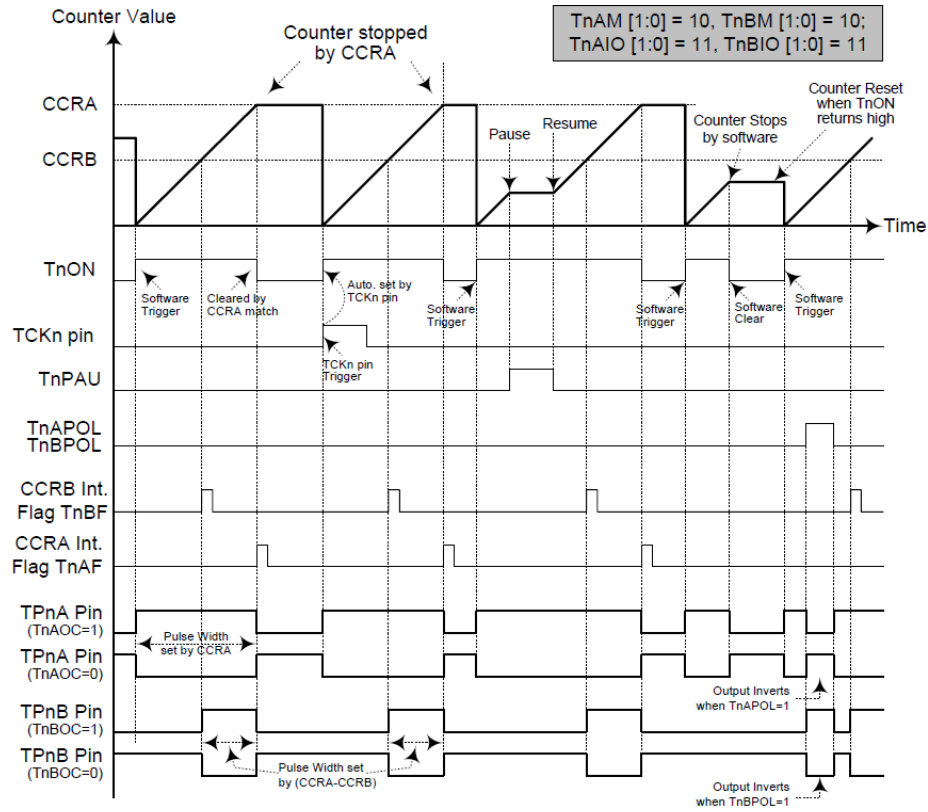 Counter Value
TnAM [1:0] = 10, TnBM [1:0] = 10;
TnAIO [1:0] = 11, TnBIO [1:0] = 11
Counter stopped
by CCRA
Counter Reset
when TnON
returns high
CCRA
Pause
Resume
Counter Stops
by software
CCRB
Time
TnON
Software
Trigger
Cleared by
CCRA match
Auto. set by
TCKn pin
Software
Trigger
Software
Trigger
Software
Clear
Software
Trigger
TCKn pin
TCKn pin
Trigger
TnPAU
TnAPOL
TnBPOL
CCRB Int.
Flag TnBF
CCRA Int.
Flag TnAF
TPnA Pin
(TnAOC=1)
Pulse Width
set by CCRA
TPnA Pin
(TnAOC=0)
Output Inverts
when TnAPOL=1
TPnB Pin
(TnBOC=1)
TPnB Pin
(TnBOC=0)
Pulse Width set
by (CCRA-CCRB)
Output Inverts
when TnBPOL=1